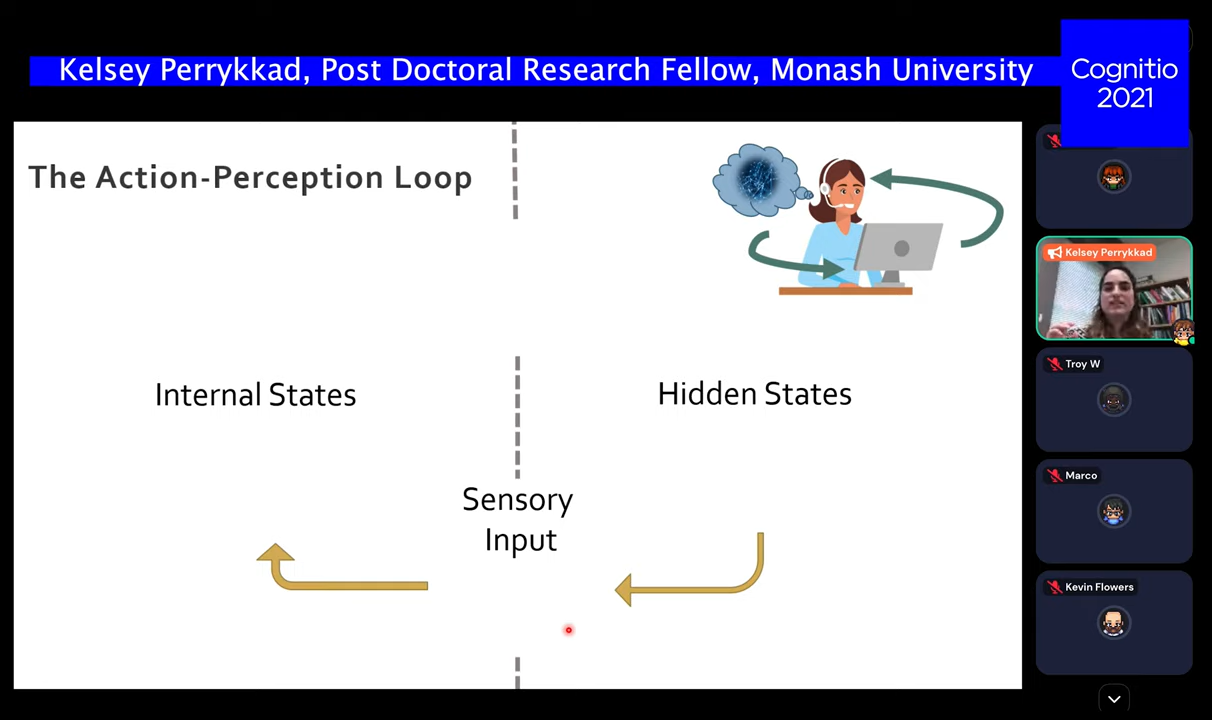 Kelsey Perrykkad, Post Doctoral Research Fellow, Monash University
Cognitio
2021
The Action-Perception Loop
Internal States
Hidden States
Sensory
Input
Kelsey Perrykkad
Troy W
Marco
Kevin Flowers